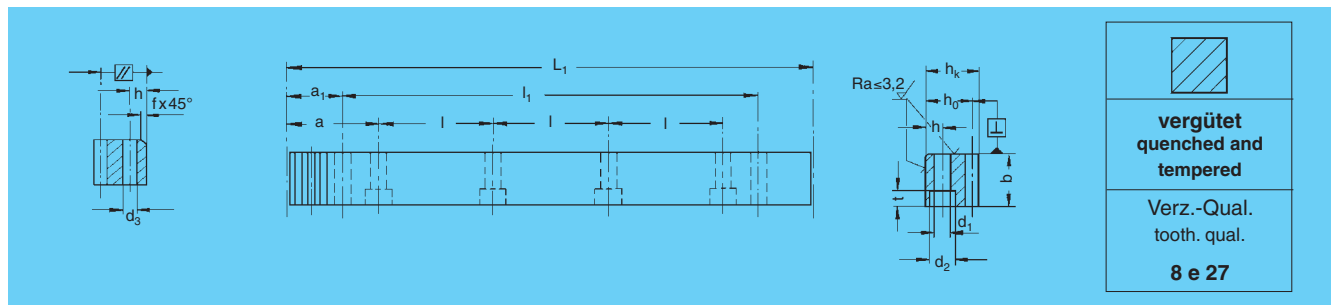 h
f x 45°
d3
L1
a1
l1
a
l
l
l
Ra≤3,2
hk
h0
h
b
t
d1
d2
vergütet
quenched and
tempered
Verz.-Qual.
tooth. qual.
8 e 27